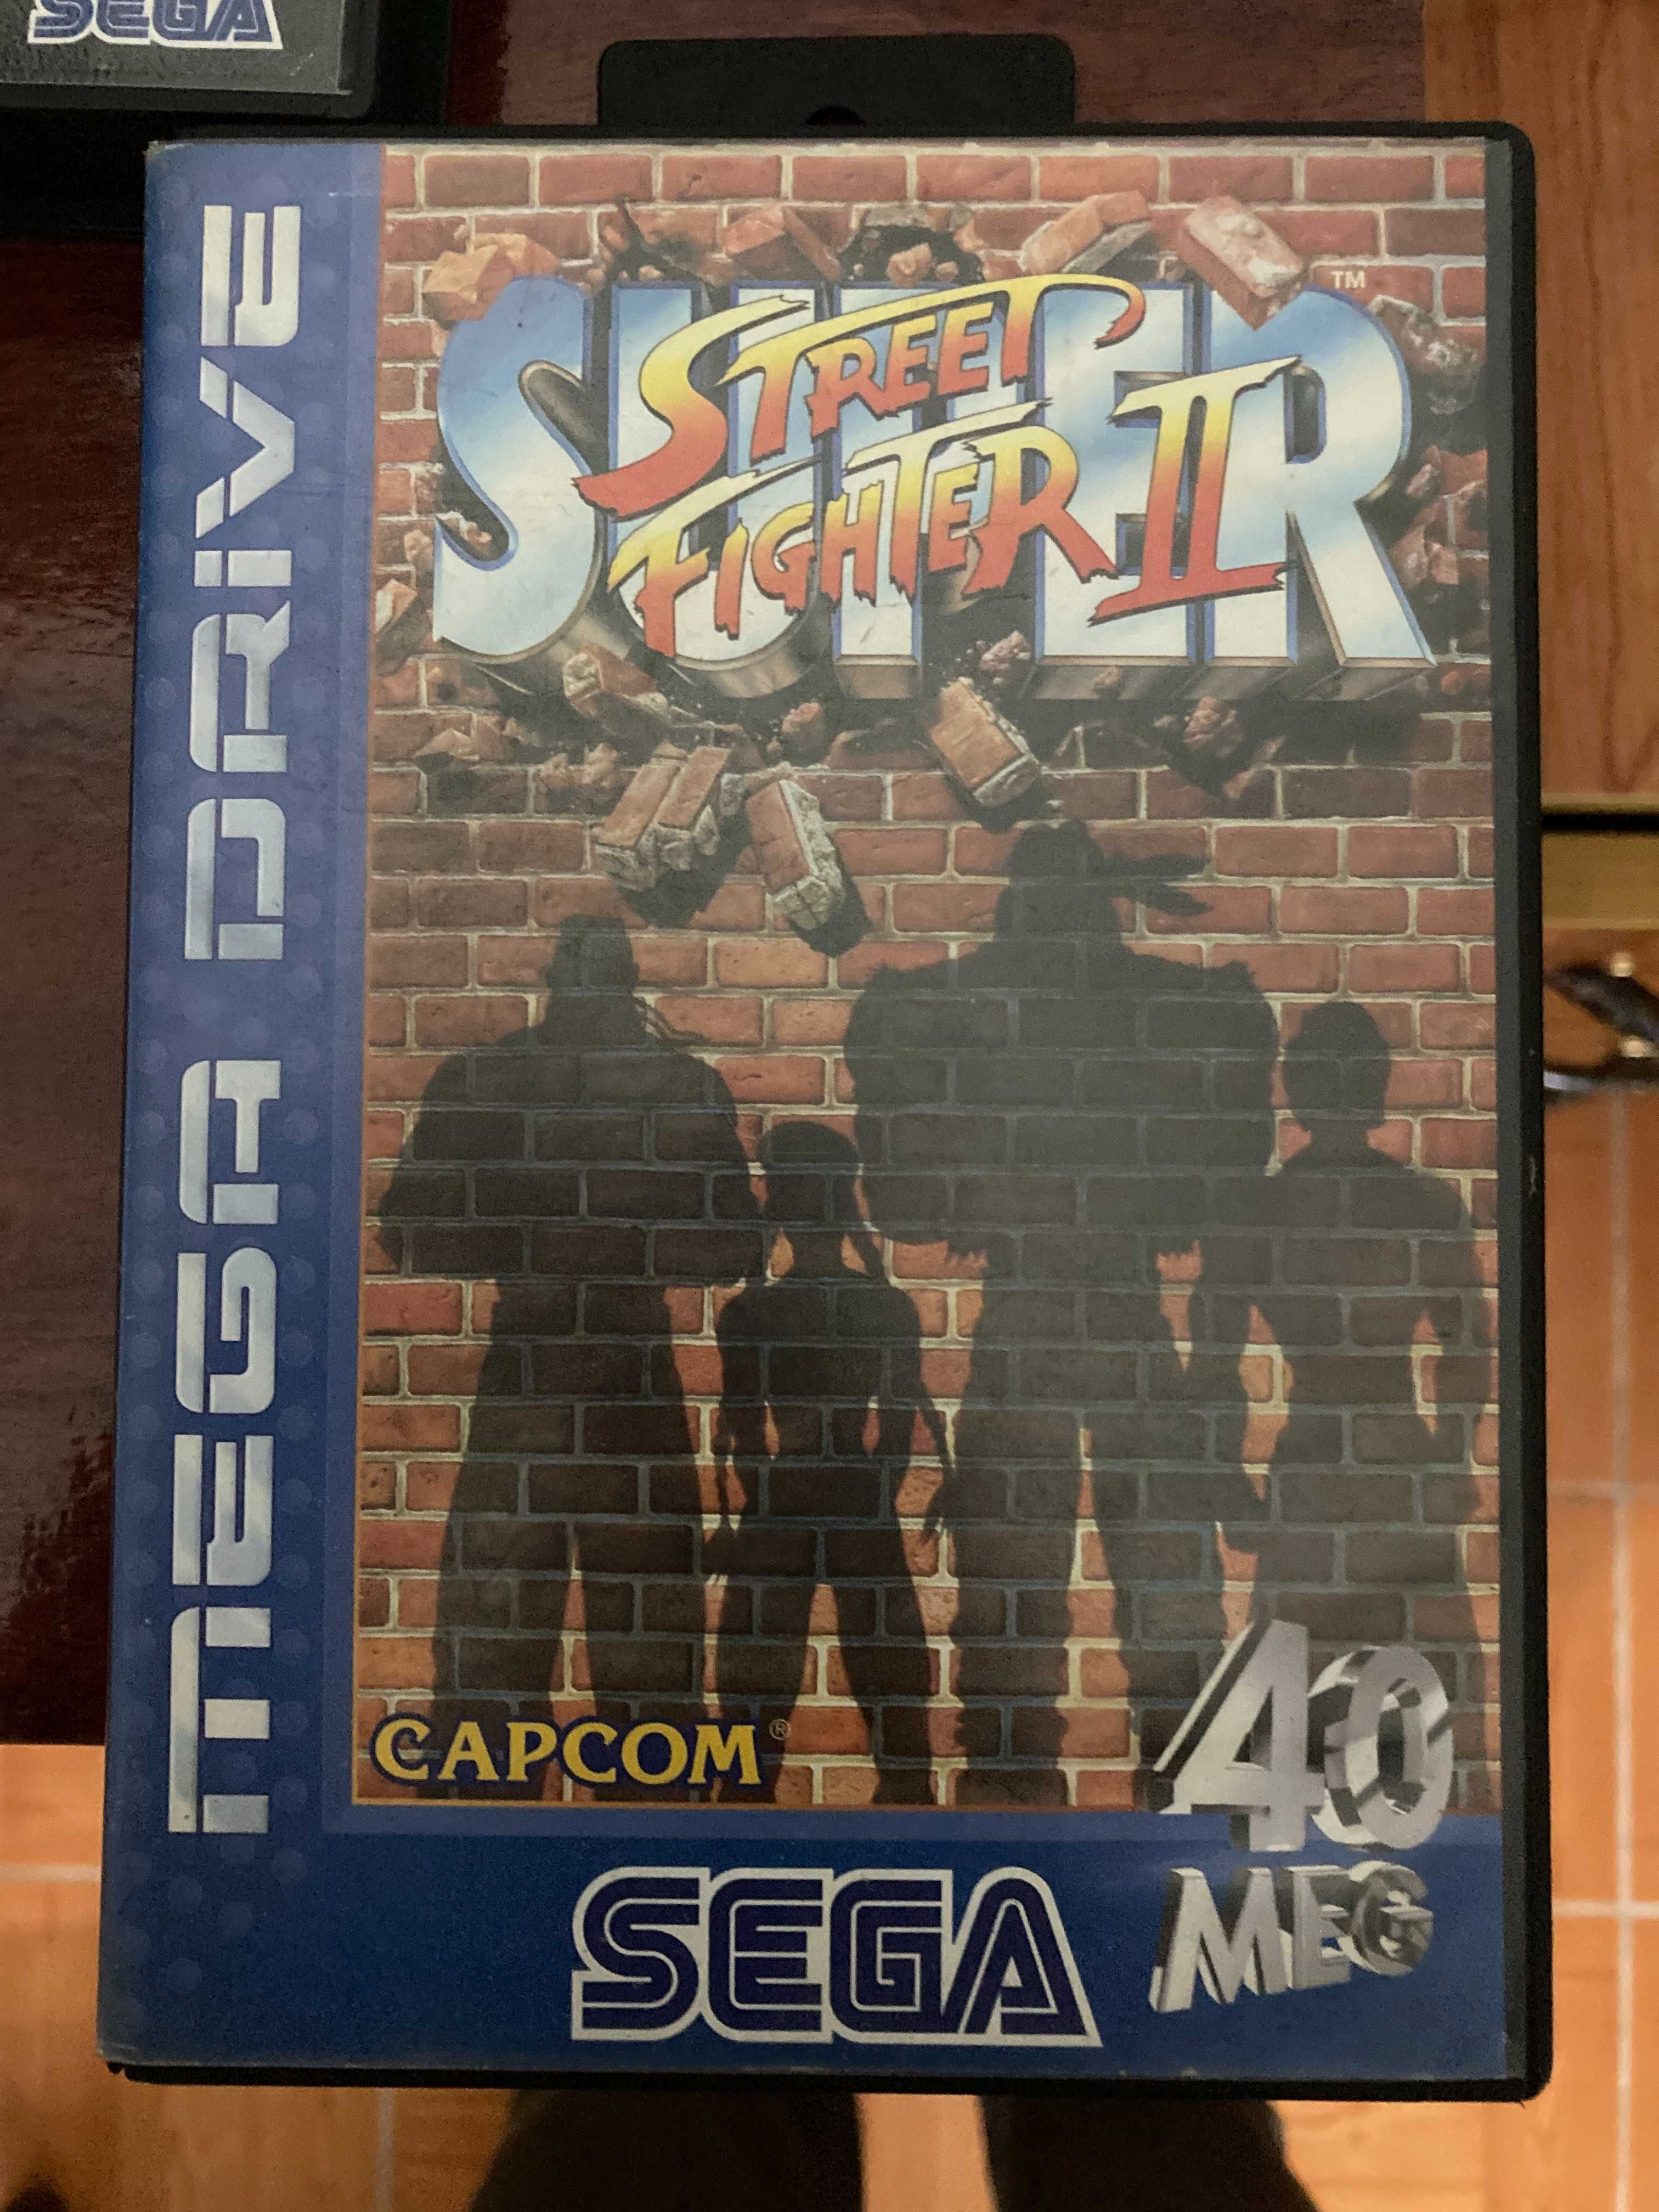 SEGA
MEGA DRIVE
SUPER
STREET
FIGHTER II
TM
CAPCOM®
40
MEG
SEGA